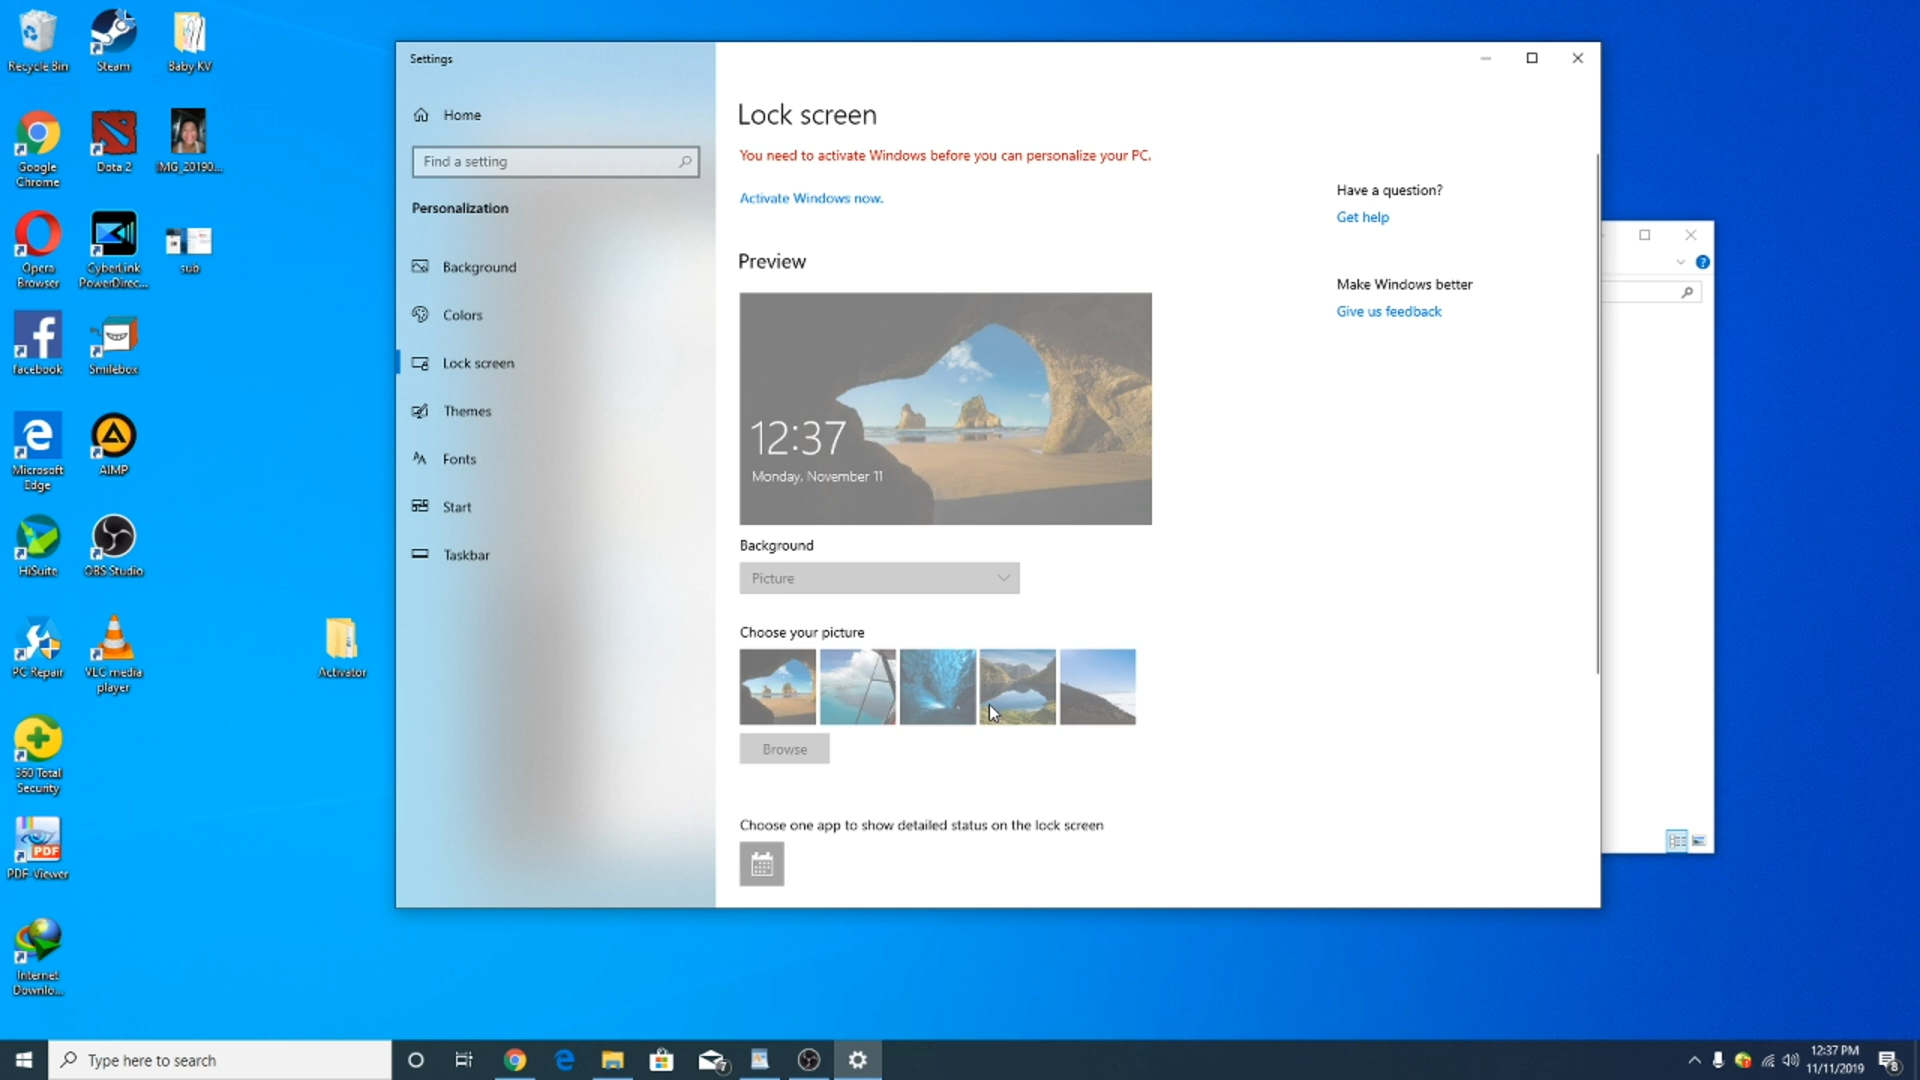 Recycle Bin
Steam
Baby KV
Google
Chrome
Dota 2
IMG_20190...
Opera
Browser
CyberLink
PowerDirec...
sub
facebook
Smilebox
Microsoft
Edge
AIMP
HiSuite
OBS Studio
PC Repair
VLC media
player
Activator
360 Total
Security
PDF
PDF-Viewer
Internet
Downlo...
Settings
Home
Find a setting
Personalization
Background
Colors
Lock screen
Themes
Fonts
Start
Taskbar
Lock screen
You need to activate Windows before you can personalize your PC.
Activate Windows now.
Preview
12:37
Monday, November 11
Background
Picture
Choose your picture
Browse
Choose one app to show detailed status on the lock screen
Have a question?
Get help
Make Windows better
Give us feedback
Type here to search
7
12:37 PM
11/11/2019
8